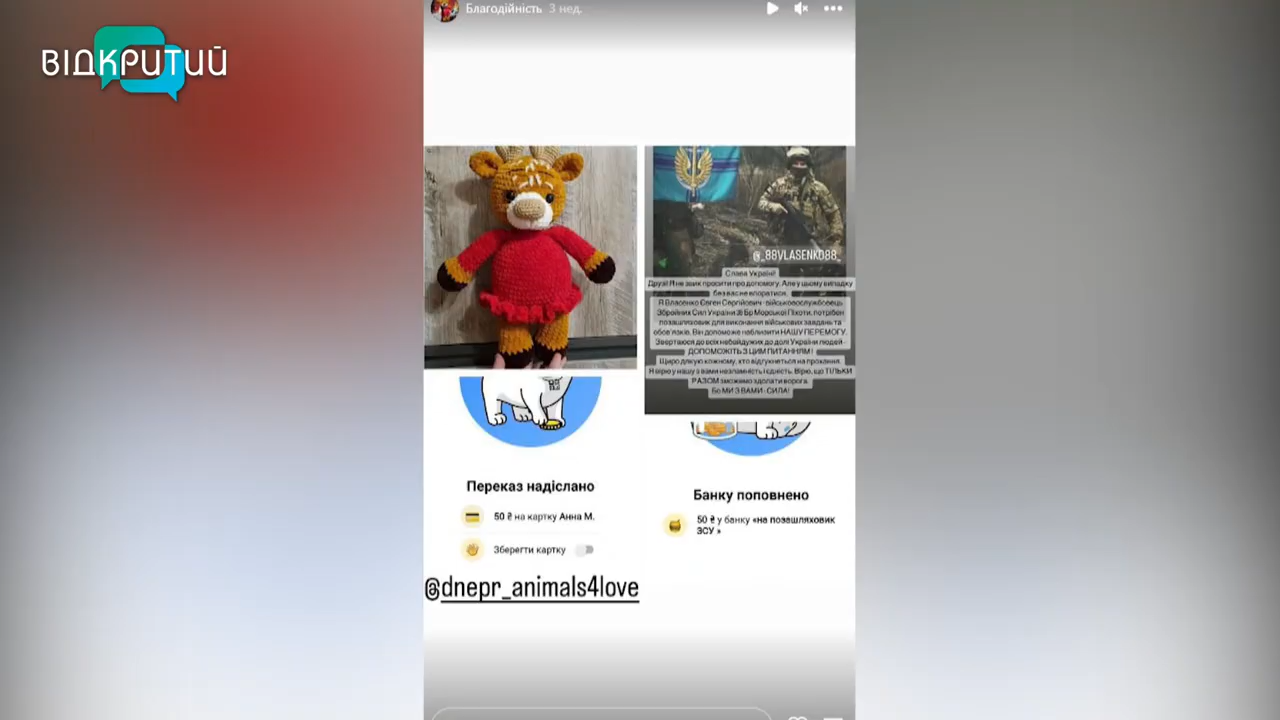 ВІДКРИТИЙ
Благодійність 3 нед.
@_88VLASENKO88_
Слава Україні!
Друзі! Я не звик просити про допомогу. Але у цьому випадку
без вас не впоратися.
Я Власенко Євген Сергійович - військовослужбовець
Збройних Сил України 38 Бр Морської Піхоти, потрібен
позашляховик для виконання військових завдань та
обов'язків. Він допоможе наблизити НАШУ ПЕРЕМОГУ.
Звертаюся до всіх небайдужих до долі України людей-
ДОПОМОЖІТЬ З ЦИМ ПИТАННЯМ!
Щиро дякую кожному, хто відгукнеться на прохання.
Я вірю у нашу з вами незламність і єдність. Вірю, що ТІЛЬКИ
РАЗОМ зможемо здолати ворога.
Бо МИ З ВАМИ - СИЛА!
Переказ надіслано
50 ₴ на картку Анна М.
Зберегти картку
@dnepr_animals4love
Банку поповнено
50 ₴ у банку «на позашляховик
ЗСУ »